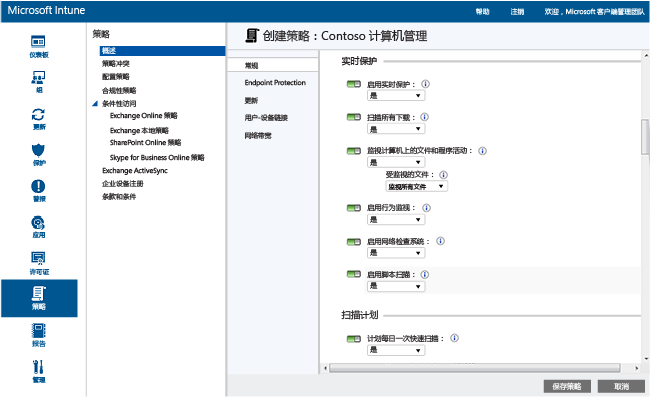 Microsoft Intune
帮助
注销
欢迎，Microsoft 客户端管理团队
仪表板
组
更新
保护
警报
应用
许可证
策略
报告
管理
策略
概述
策略冲突
配置策略
合规性策略
条件性访问
Exchange Online 策略
Exchange 本地策略
SharePoint Online 策略
Skype for Business Online 策略
Exchange ActiveSync
企业设备注册
条款和条件
创建策略：Contoso 计算机管理
常规
Endpoint Protection
更新
用户-设备链接
网络带宽
实时保护
启用实时保护：
是
扫描所有下载：
是
监视计算机上的文件和程序活动：
是
受监视的文件：
监视所有文件
启用行为监视：
是
启用网络检查系统：
是
启用脚本扫描：
是
扫描计划
计划每日一次快速扫描：
是
保存策略
取消